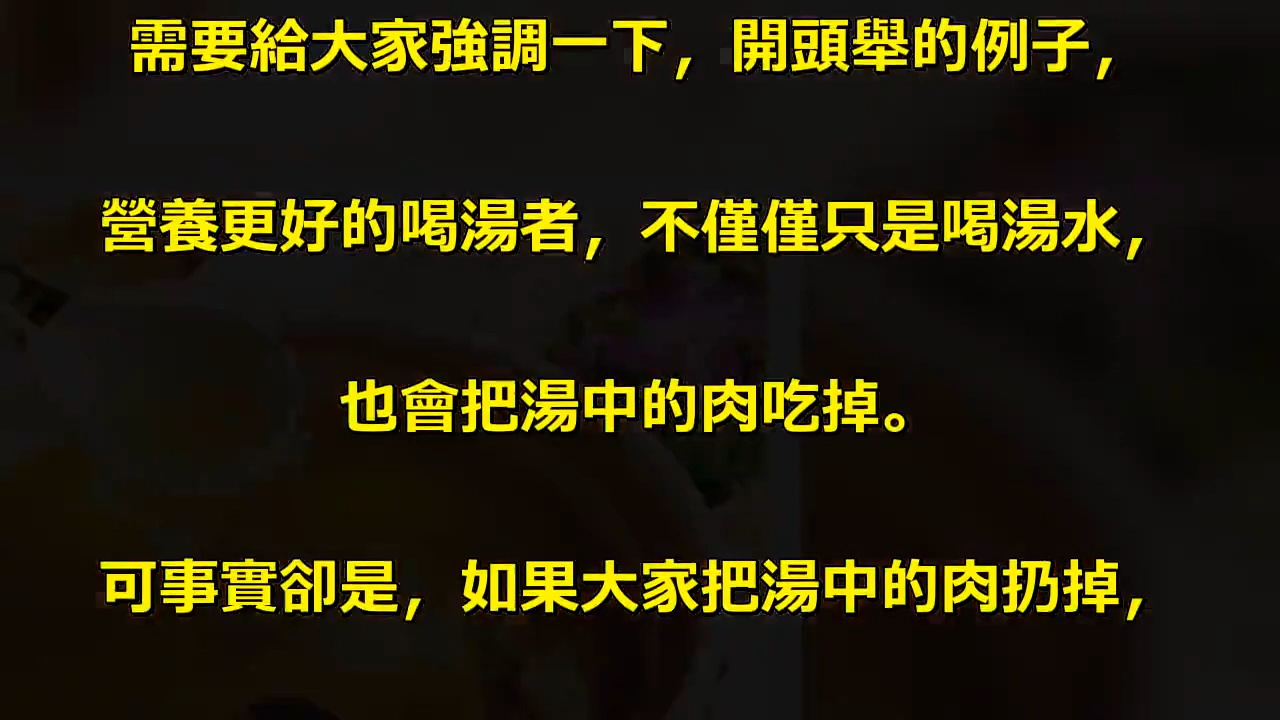 需要給大家強調一下，開頭舉的例子，
營養更好的喝湯者，不僅僅只是喝湯水，
也會把湯中的肉吃掉。
可事實卻是，如果大家把湯中的肉扔掉，